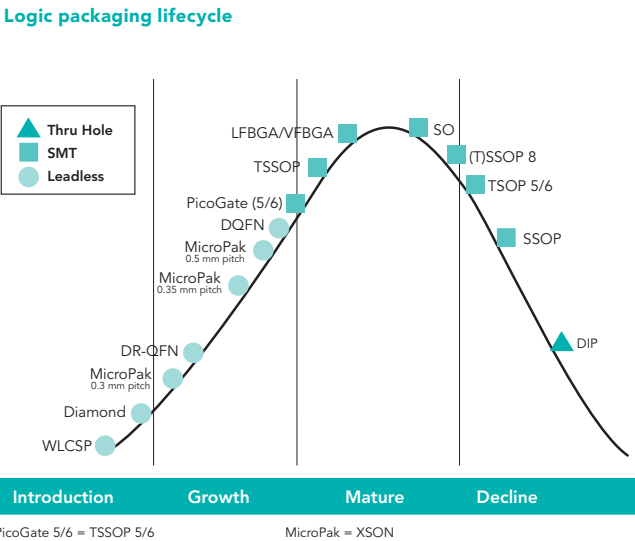 Logic packaging lifecycle
Thru Hole
SMT
Leadless
LFBGA/VFBGA
SO
(T)SSOP 8
TSSOP
TSOP 5/6
PicoGate (5/6)
DQFN
SSOP
MicroPak
0.5 mm pitch
MicroPak
0.35 mm pitch
DIP
DR-QFN
MicroPak
0.3 mm pitch
Diamond
WLCSP
Introduction Growth Mature Decline
PicoGate 5/6 = TSSOP 5/6 MicroPak = XSON